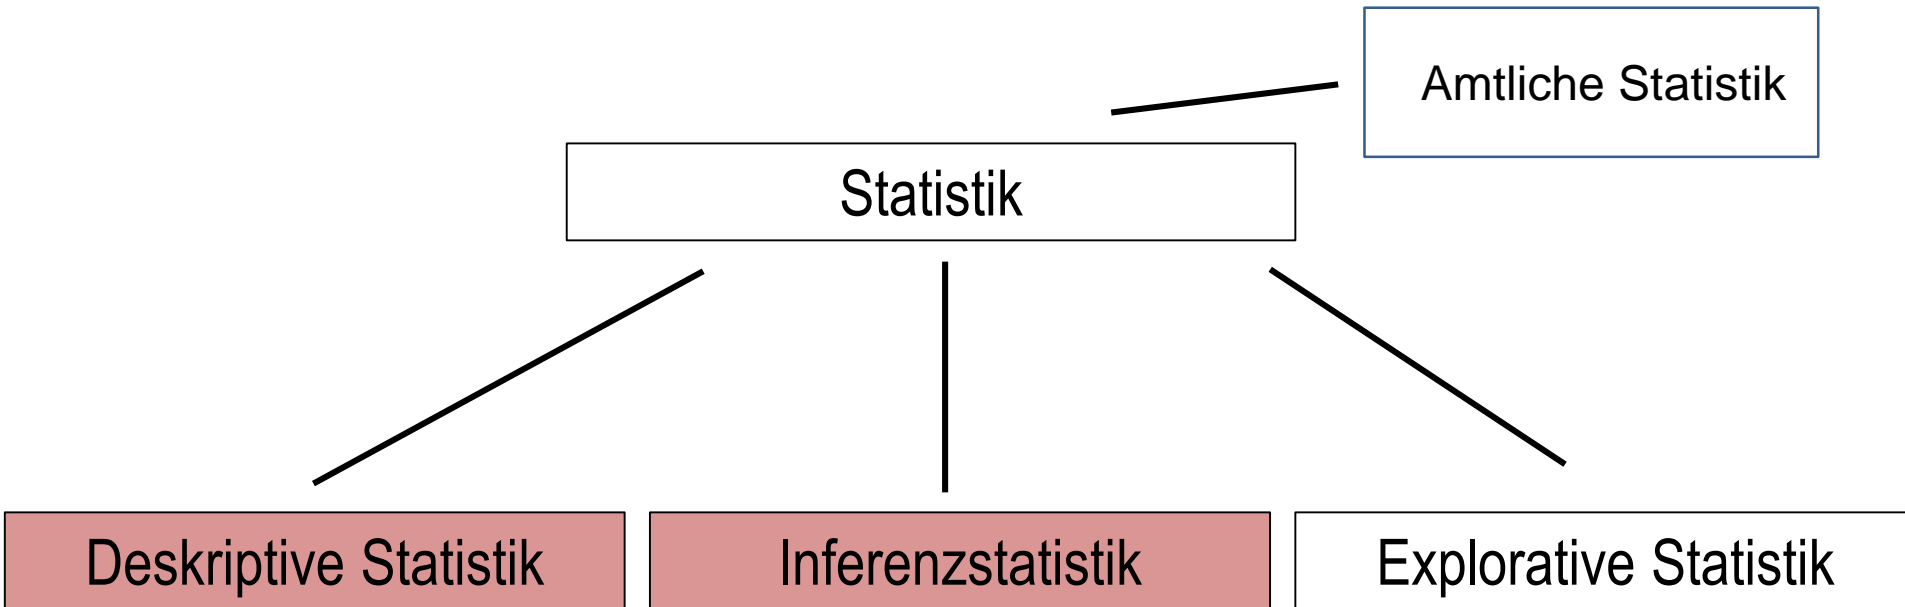 Amtliche Statistik
Statistik
Deskriptive Statistik
Inferenzstatistik
Explorative Statistik